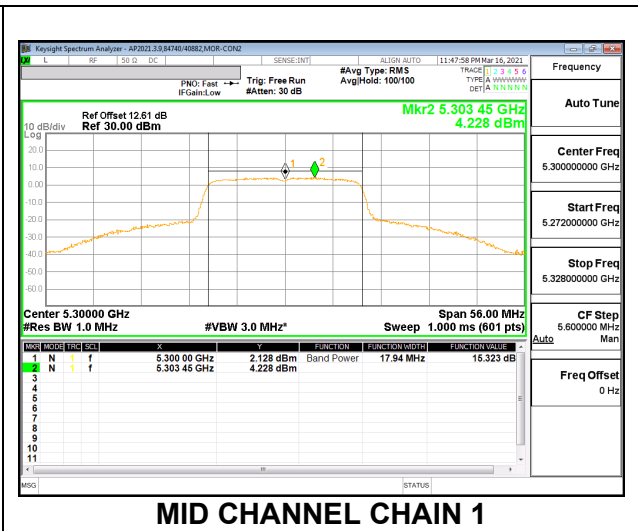 Keysight Spectrum Analyzer - AP2021.3.9,84740/40882,MOR-CON2
L RF 50 Ω DC SENSE:INT ALIGN AUTO 11:47:58 PM Mar 16, 2021
PNO: Fast
IFGain:Low
Trig: Free Run
#Atten: 30 dB
#Avg Type: RMS
Avg|Hold: 100/100
TRACE 1 2 3 4 5 6
TYPE A WWWWW
DET A N N N N N
Frequency
Ref Offset 12.61 dB
10 dB/div Ref 30.00 dBm
Log
Mkr2 5.303 45 GHz
4.228 dBm
20.0
10.0
0.00
-10.0
-20.0
-30.0
-40.0
-50.0
-60.0
1
2
Center 5.30000 GHz Span 56.00 MHz
#Res BW 1.0 MHz #VBW 3.0 MHz* Sweep 1.000 ms (601 pts)
MKR MODE TRC SCL X Y FUNCTION FUNCTION WIDTH FUNCTION VALUE
1 N 1 f 5.300 00 GHz 2.128 dBm Band Power 17.94 MHz 15.323 dB
2 N 1 f 5.303 45 GHz 4.228 dBm
3
4
5
6
7
8
9
10
11
MSG STATUS
Auto Tune
Center Freq
5.300000000 GHz
Start Freq
5.272000000 GHz
Stop Freq
5.328000000 GHz
CF Step
5.600000 MHz
Auto Man
Freq Offset
0 Hz
MID CHANNEL CHAIN 1